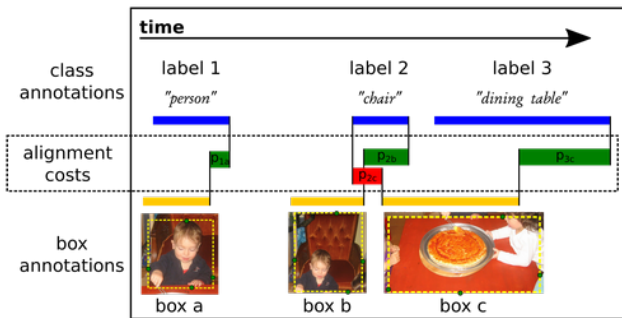 time
class
annotations
label 1
label 2
label 3
"person"
"chair"
"dining table"
alignment
costs
p1a
p2b
p2c
p3c
box
annotations
box a
box b
box c